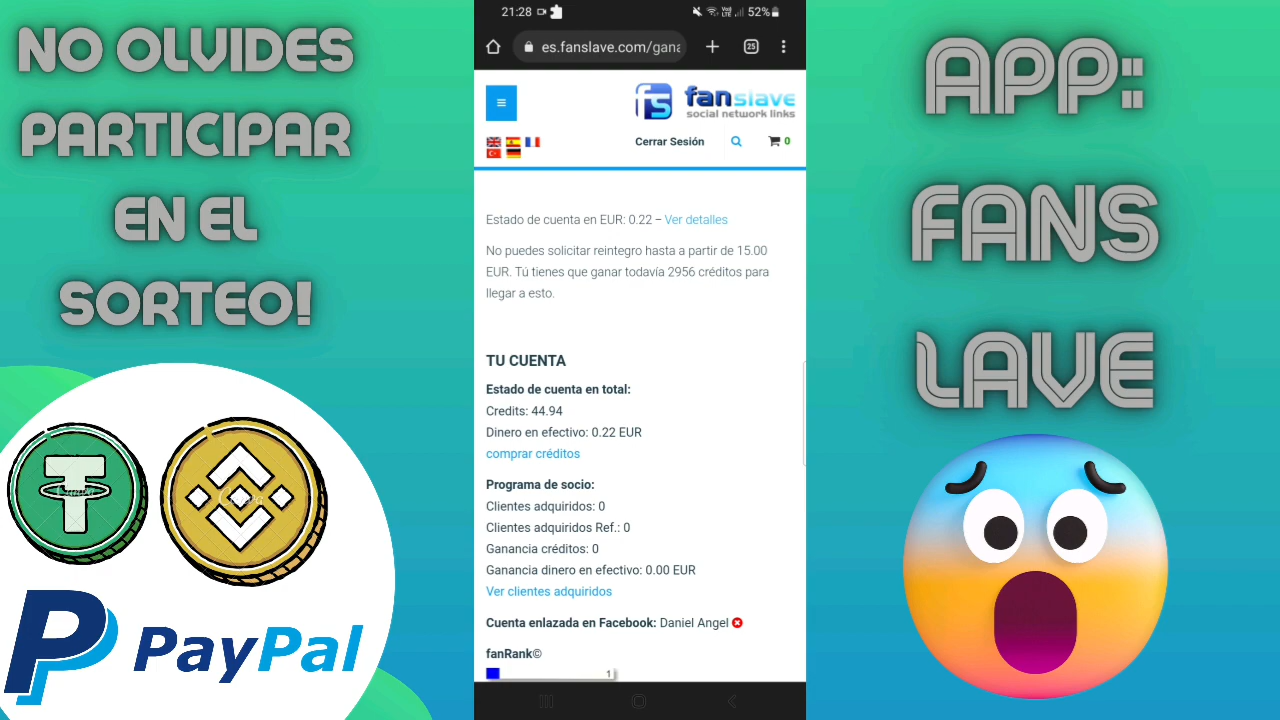 NO OLVIDES
PARTICIPAR
EN EL
SORTEO!
PayPal
21:28
52%
es.fanslave.com/gana
25
fanslave
social network links
Cerrar Sesión
0
Estado de cuenta en EUR: 0.22 – Ver detalles
No puedes solicitar reintegro hasta a partir de 15.00
EUR. Tú tienes que ganar todavía 2956 créditos para
llegar a esto.
TU CUENTA
Estado de cuenta en total:
Credits: 44.94
Dinero en efectivo: 0.22 EUR
comprar créditos
Programa de socio:
Clientes adquiridos: 0
Clientes adquiridos Ref.: 0
Ganancia créditos: 0
Ganancia dinero en efectivo: 0.00 EUR
Ver clientes adquiridos
Cuenta enlazada en Facebook: Daniel Angel
fanRank©
1
APP:
FANS
LAVE